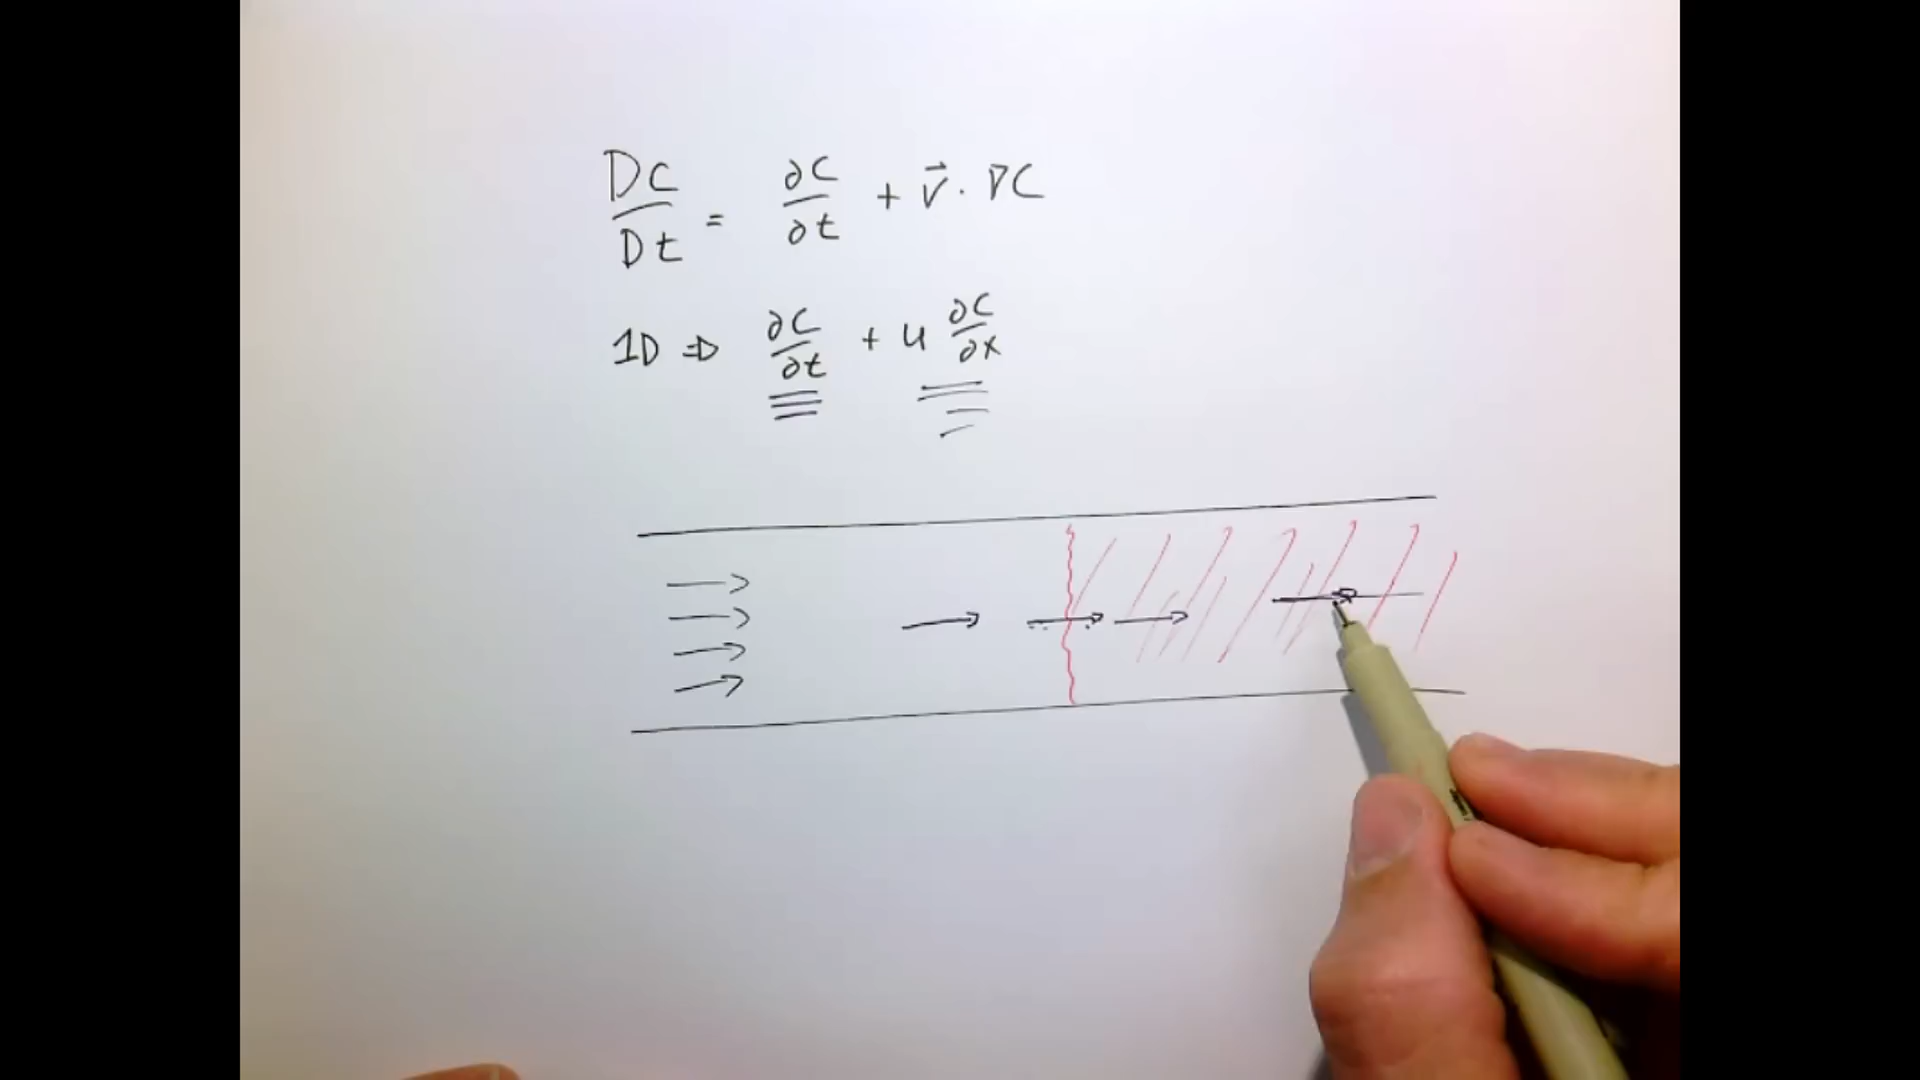 DC/Dt = ∂C/∂t + v⃗ · ∇C
1D ⇒ ∂C/∂t + u ∂C/∂x